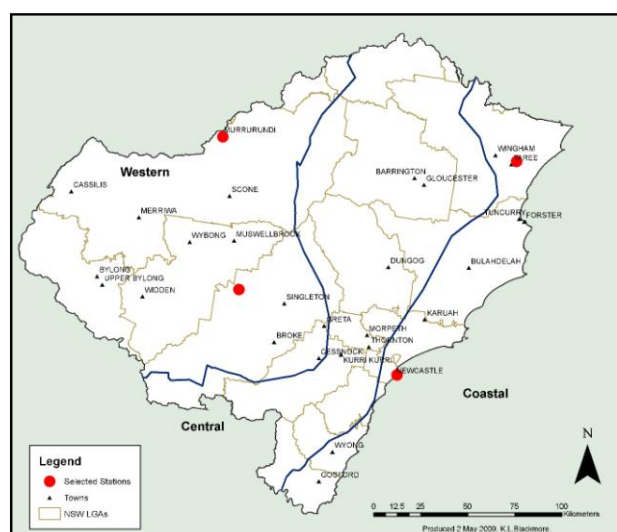 MURRURUNDI
Western
WINGHAM
TAREE
CASSILIS
SCONE
BARRINGTON
GLOUCESTER
MERRIWA
TUNCURRY
FORSTER
WYBONG
MUSWELLBROOK
DUNGOG
BULAHDELAH
BYLONG
UPPER BYLONG
WIDDEN
SINGLETON
GRETA
MORPETH
KARUAH
BROKE
THORNTON
CESSNOCK
KURRI KURRI
NEWCASTLE
Coastal
Central
N
WYONG
GOSFORD
Legend
Selected Stations
Towns
NSW LGAs
0 12.5 25 50 75 100
Kilometers
Produced 2 May 2009, K.L Blackmore